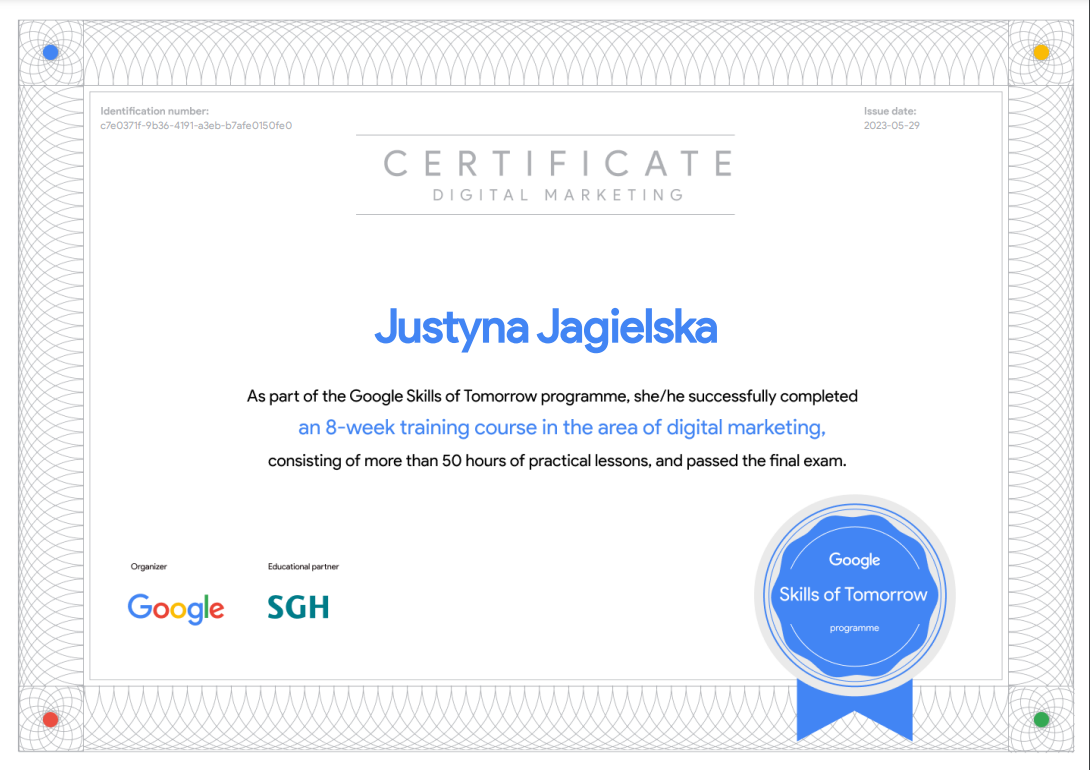 Identification number:
c7e0371f-9b36-4191-a3eb-b7afe0150fe0
Issue date:
2023-05-29
CERTIFICATE
DIGITAL MARKETING
Justyna Jagielska
As part of the Google Skills of Tomorrow programme, she/he successfully completed
an 8-week training course in the area of digital marketing,
consisting of more than 50 hours of practical lessons, and passed the final exam.
Organizer
Google
Educational partner
SGH
Google
Skills of Tomorrow
programme